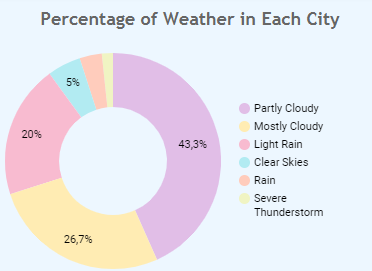 Percentage of Weather in Each City
5%
20%
43,3%
26,7%
Partly Cloudy
Mostly Cloudy
Light Rain
Clear Skies
Rain
Severe
Thunderstorm